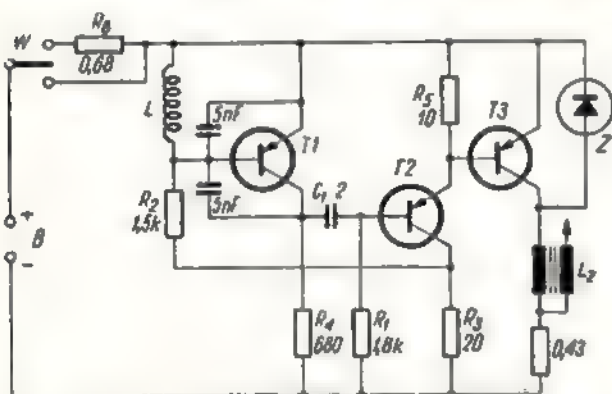 W
R₆
0,68
L
5nF
T1
R₅
10
T3
Z
5nF
C₁ 2
T2
R₂
1,5k
+
B
-
R₄
680
R₁
1,8k
R₃
20
L₂
0,43